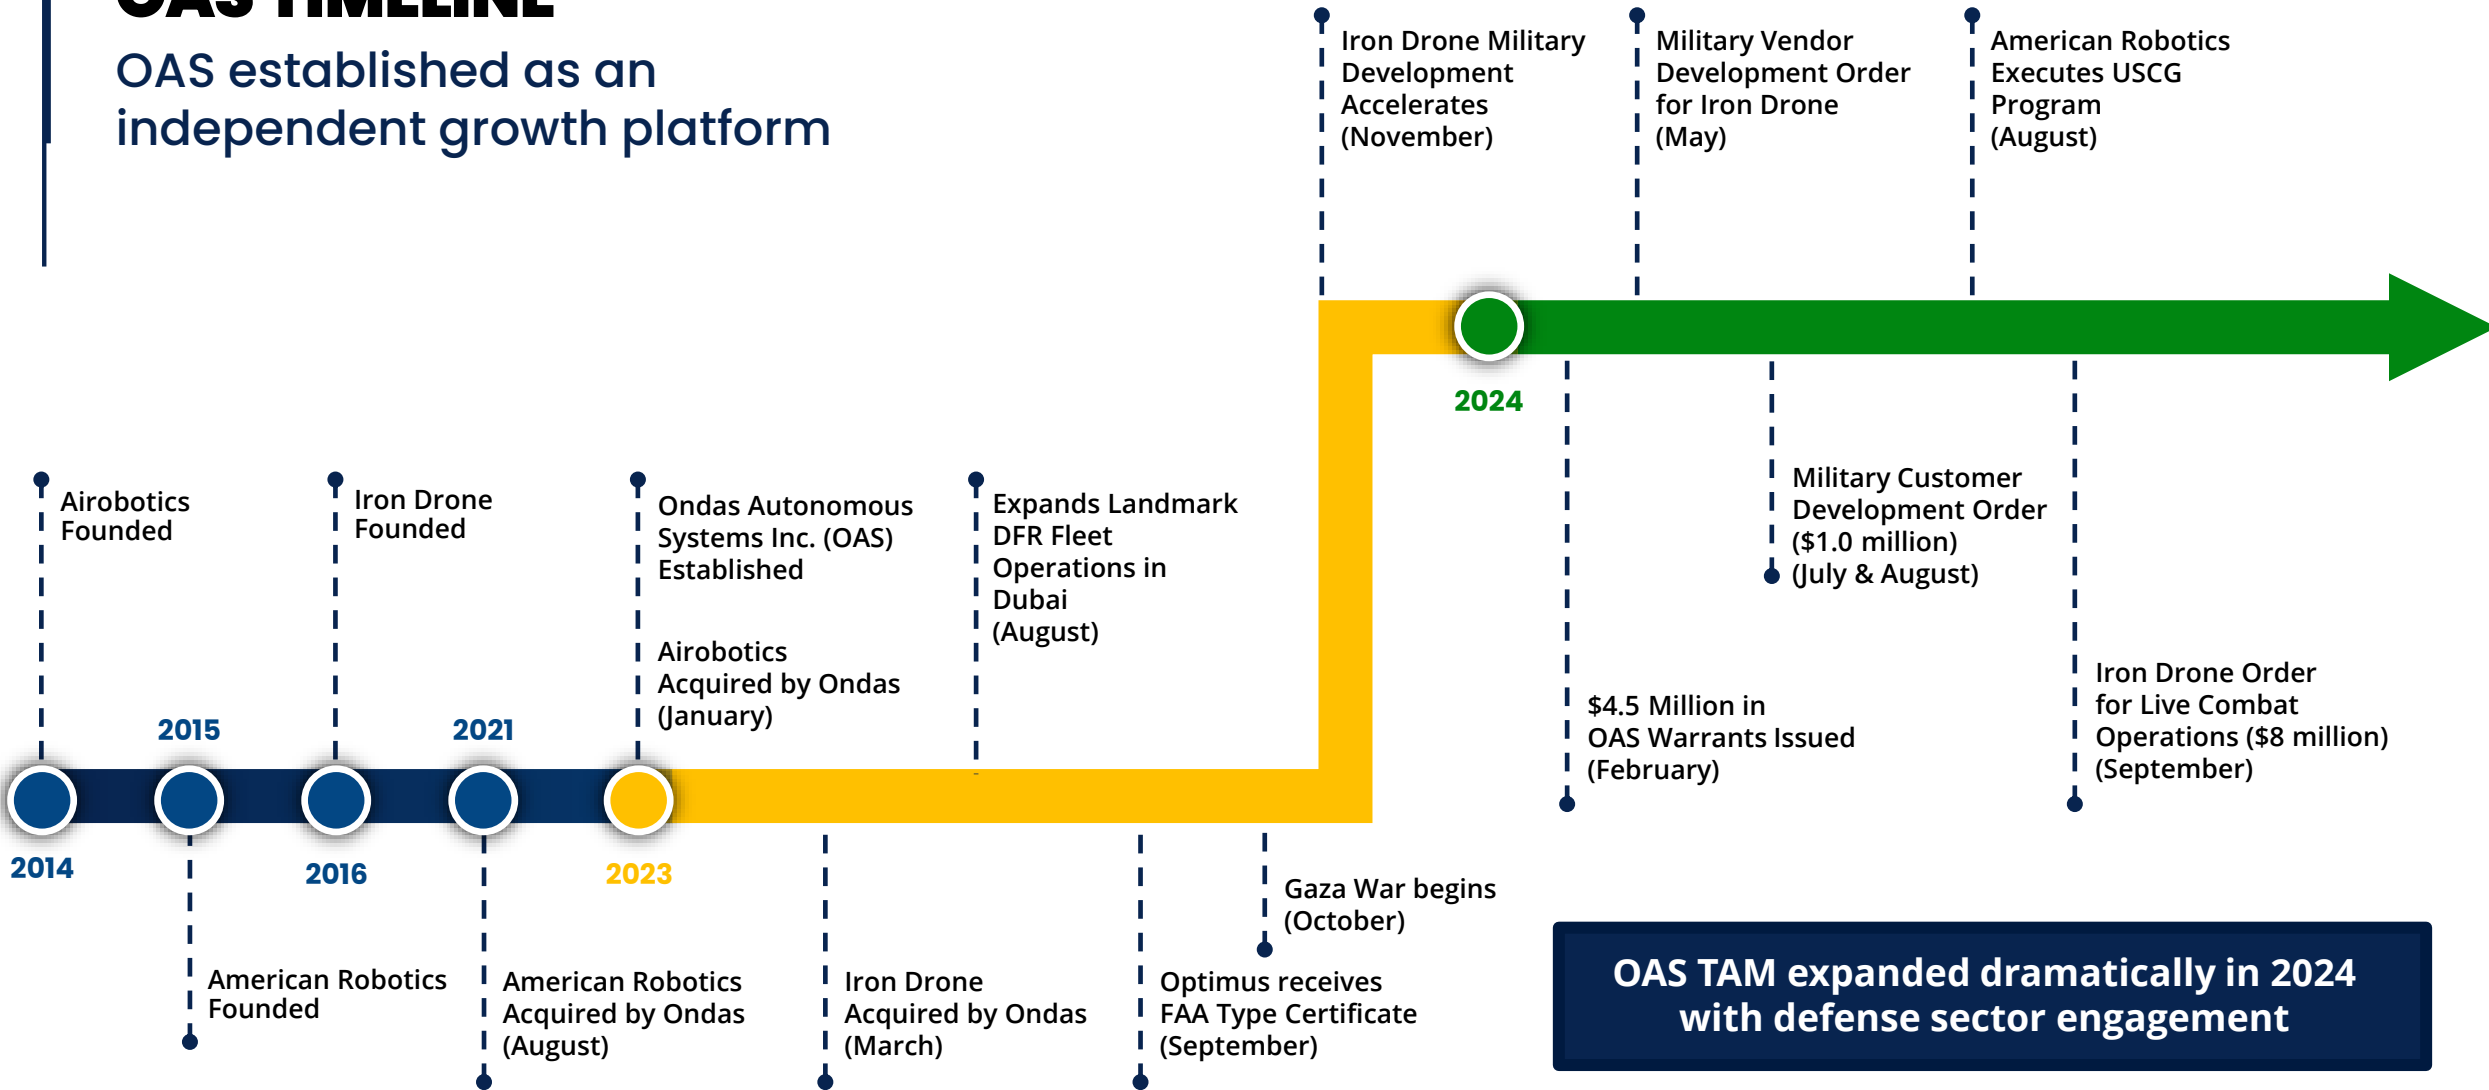 OAS TIMELINE
OAS established as an
independent growth platform
Iron Drone Military
Development
Accelerates
(November)
Military Vendor
Development Order
for Iron Drone
(May)
American Robotics
Executes USCG
Program
(August)
2024
Airobotics
Founded
Iron Drone
Founded
Ondas Autonomous
Systems Inc. (OAS)
Established
Airobotics
Acquired by Ondas
(January)
Expands Landmark
DFR Fleet
Operations in
Dubai
(August)
Military Customer
Development Order
($1.0 million)
(July & August)
$4.5 Million in
OAS Warrants Issued
(February)
Iron Drone Order
for Live Combat
Operations ($8 million)
(September)
2015
2021
2014
2016
2023
American Robotics
Founded
American Robotics
Acquired by Ondas
(August)
Iron Drone
Acquired by Ondas
(March)
Optimus receives
FAA Type Certificate
(September)
Gaza War begins
(October)
OAS TAM expanded dramatically in 2024
with defense sector engagement